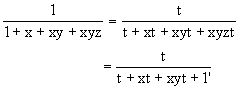 1/(1 + x + xy + xyz) = t/(t + xt + xyt + xyzt)
= t/(t + xt + xyt + 1'